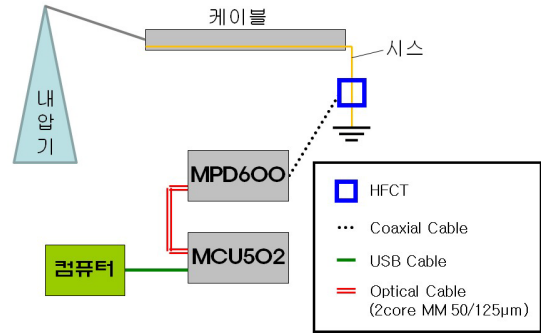 케이블
시스
내
압
기
MPD600
MCU502
컴퓨터
HFCT
Coaxial Cable
USB Cable
Optical Cable
(2core MM 50/125μm)